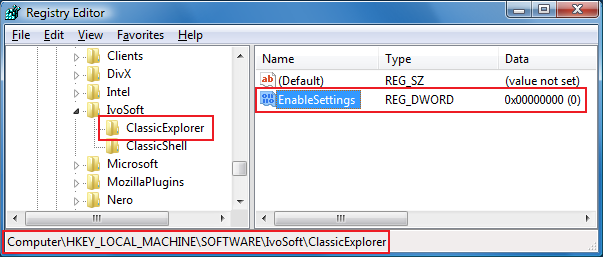 Registry Editor
File Edit View Favorites Help
Clients
DivX
Intel
IvoSoft
ClassicExplorer
ClassicShell
Microsoft
MozillaPlugins
Nero
Name Type Data
(Default) REG_SZ (value not set)
EnableSettings REG_DWORD 0x00000000 (0)
Computer\HKEY_LOCAL_MACHINE\SOFTWARE\IvoSoft\ClassicExplorer